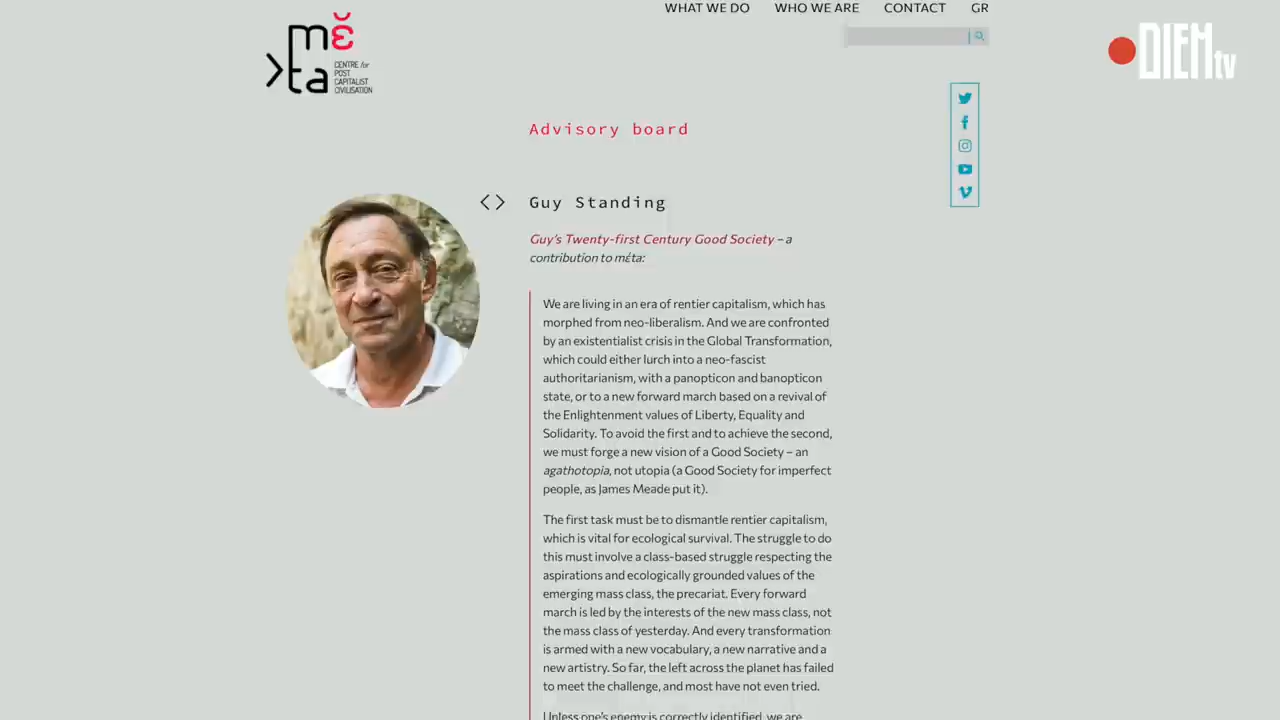 WHAT WE DO WHO WE ARE CONTACT GR
mέ
>ta
CENTRE for
POST
CAPITALIST
CIVILISATION
DIEM tv
Advisory board
<> Guy Standing
Guy's Twenty-first Century Good Society – a
contribution to mέta:
We are living in an era of rentier capitalism, which has
morphed from neo-liberalism. And we are confronted
by an existentialist crisis in the Global Transformation,
which could either lurch into a neo-fascist
authoritarianism, with a panopticon and banopticon
state, or to a new forward march based on a revival of
the Enlightenment values of Liberty, Equality and
Solidarity. To avoid the first and to achieve the second,
we must forge a new vision of a Good Society – an
agathotopia, not utopia (a Good Society for imperfect
people, as James Meade put it).
The first task must be to dismantle rentier capitalism,
which is vital for ecological survival. The struggle to do
this must involve a class-based struggle respecting the
aspirations and ecologically grounded values of the
emerging mass class, the precariat. Every forward
march is led by the interests of the new mass class, not
the mass class of yesterday. And every transformation
is armed with a new vocabulary, a new narrative and a
new artistry. So far, the left across the planet has failed
to meet the challenge, and most have not even tried.
Unless one's enemy is correctly identified, we are